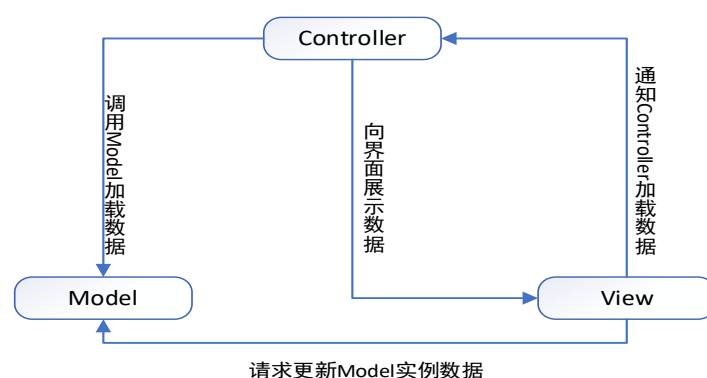 Controller
调用Model加载数据
向界面展示数据
通知Controller加载数据
Model
View
请求更新Model实例数据